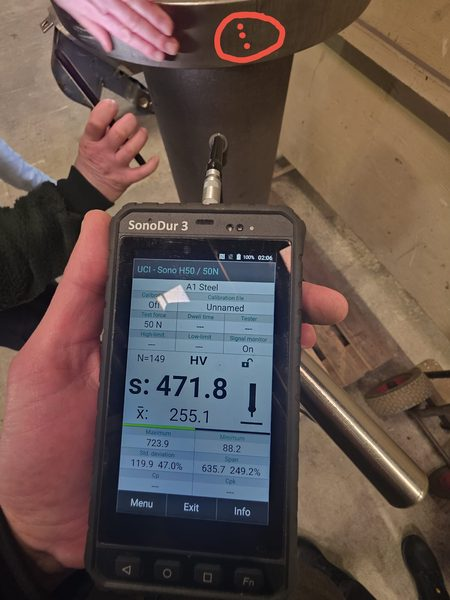 SonoDur 3
100% 02:06
UCI - Sono H50 / 50N
A1 Steel
Calibration file
Off Unnamed
Test force Dwell time Tester
50 N --- ---
High-limit Low-limit Signal monitor
--- --- On
N=149 HV
s: 471.8
x̄: 255.1
Maximum Minimum
723.9 88.2
Std. deviation Span
119.9 47.0% 635.7 249.2%
Cp Cpk
--- ---
Menu Exit Info
Fn